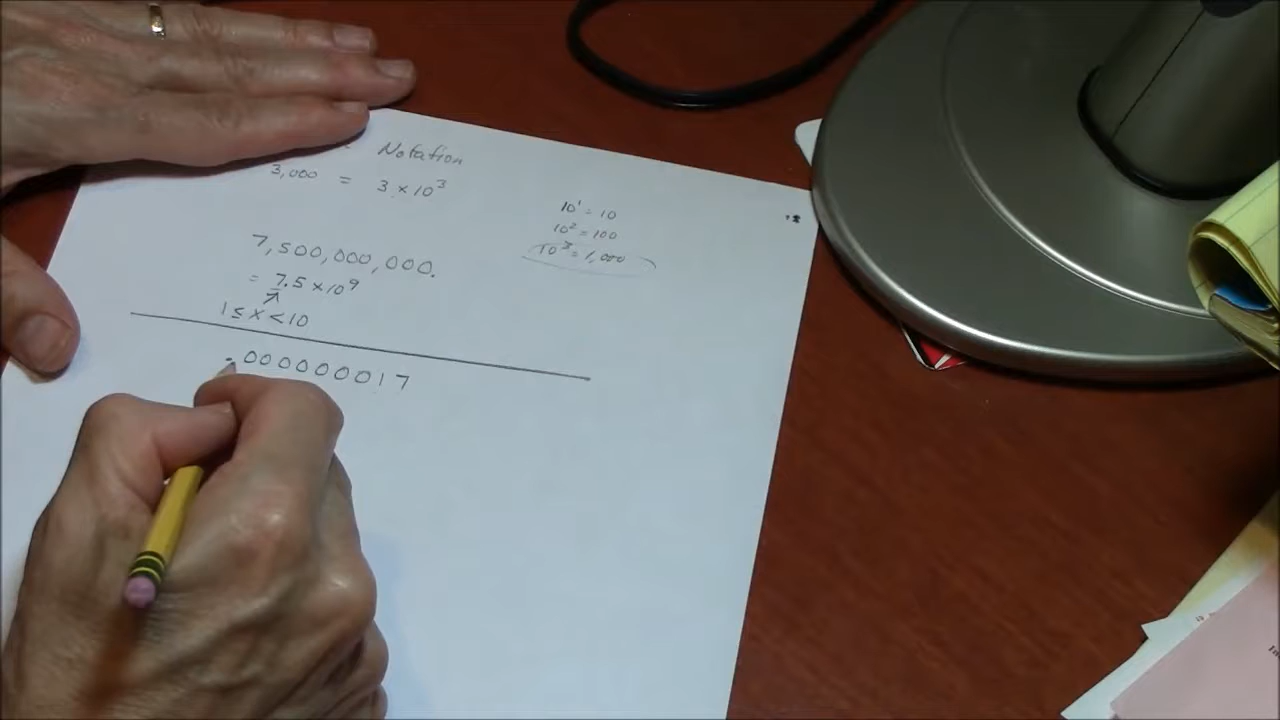 Notation
3,000 = 3 × 10³
10¹ = 10
10² = 100
10³ = 1,000
7,500,000,000.
= 7.5 × 10⁹
1 ≤ x < 10
.000000017